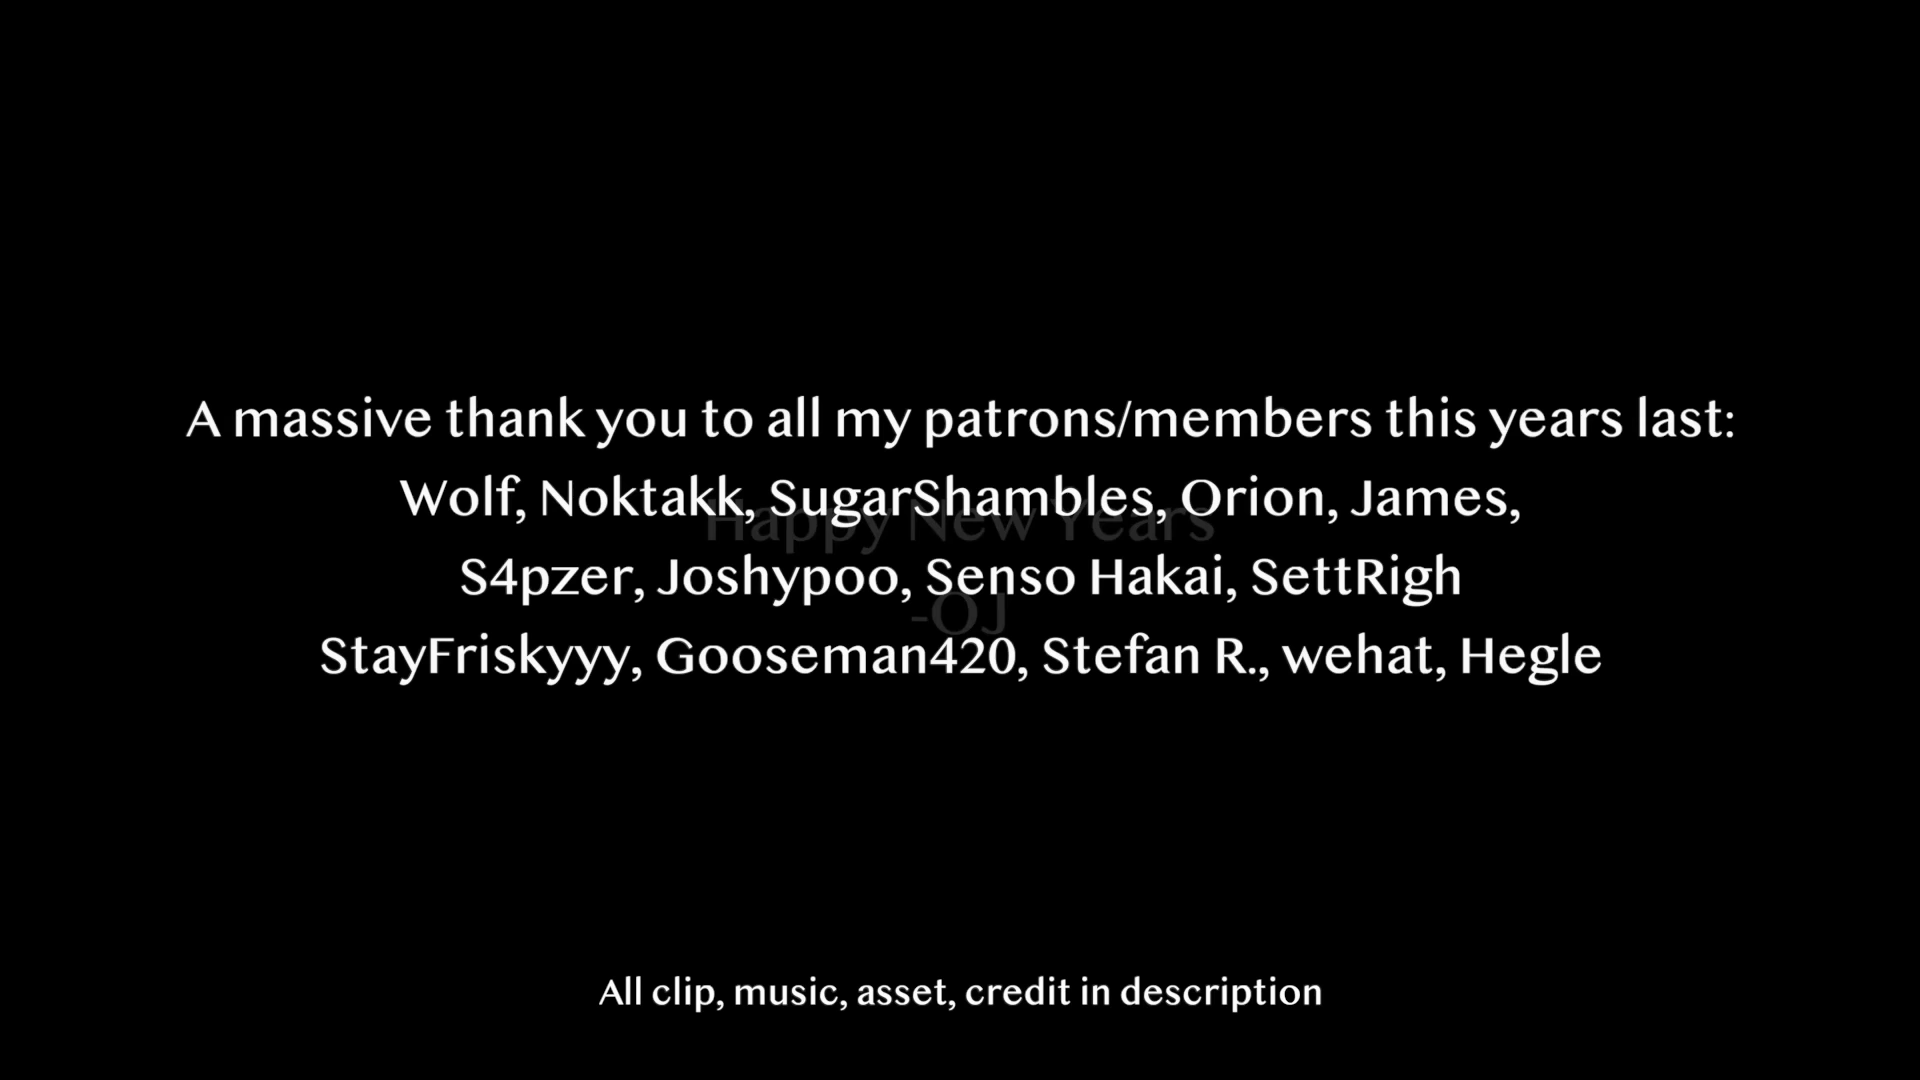 A massive thank you to all my patrons/members this years last:
Wolf, Noktakk, SugarShambles, Orion, James,
Happy New Years
S4pzer, Joshypoo, Senso Hakai, SettRigh
-OJ
StayFriskyyy, Gooseman420, Stefan R., wehat, Hegle
All clip, music, asset, credit in description